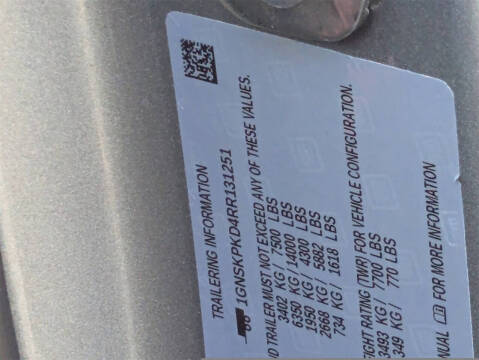 TRAILERING INFORMATION
1GNSKPKD4RR131251
TRAILER MUST NOT EXCEED ANY OF THESE VALUES.
3402 KG / 7500 LBS
6350 KG / 14000 LBS
1950 KG / 4300 LBS
2668 KG / 5882 LBS
734 KG / 1618 LBS
RATING (TWR) FOR VEHICLE CONFIGURATION.
3493 KG / 7700 LBS
349 KG / 770 LBS
FOR MORE INFORMATION